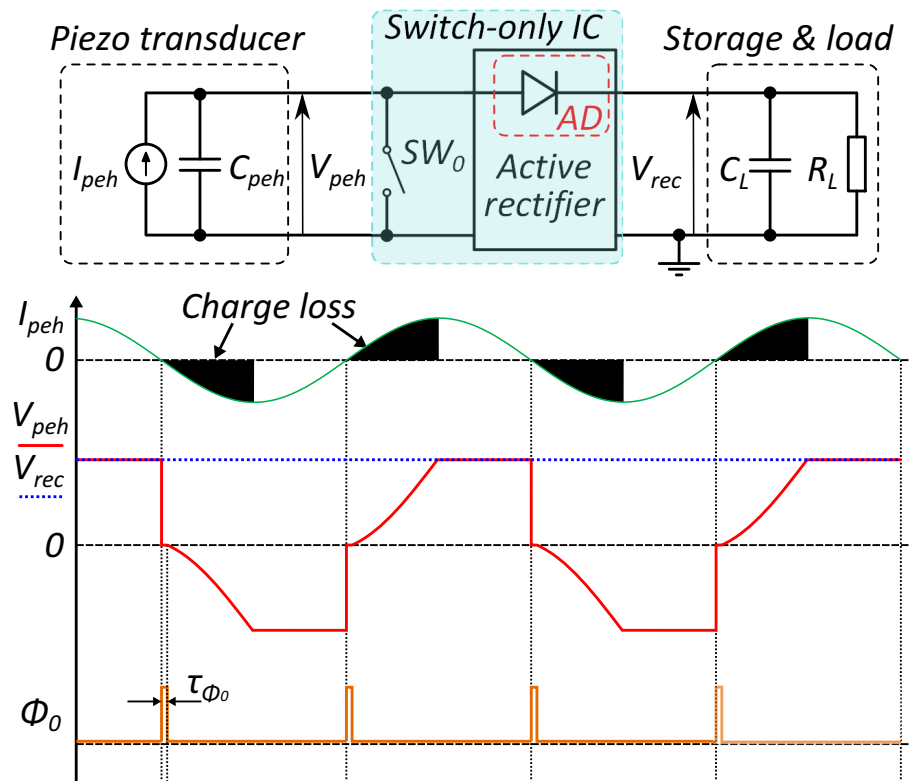 Piezo transducer
Switch-only IC
Storage & load
AD
I_peh
C_peh
V_peh
SW_0
Active
rectifier
V_rec
C_L
R_L
I_peh
Charge loss
0
V_peh
V_rec
0
τ_Φ0
Φ_0